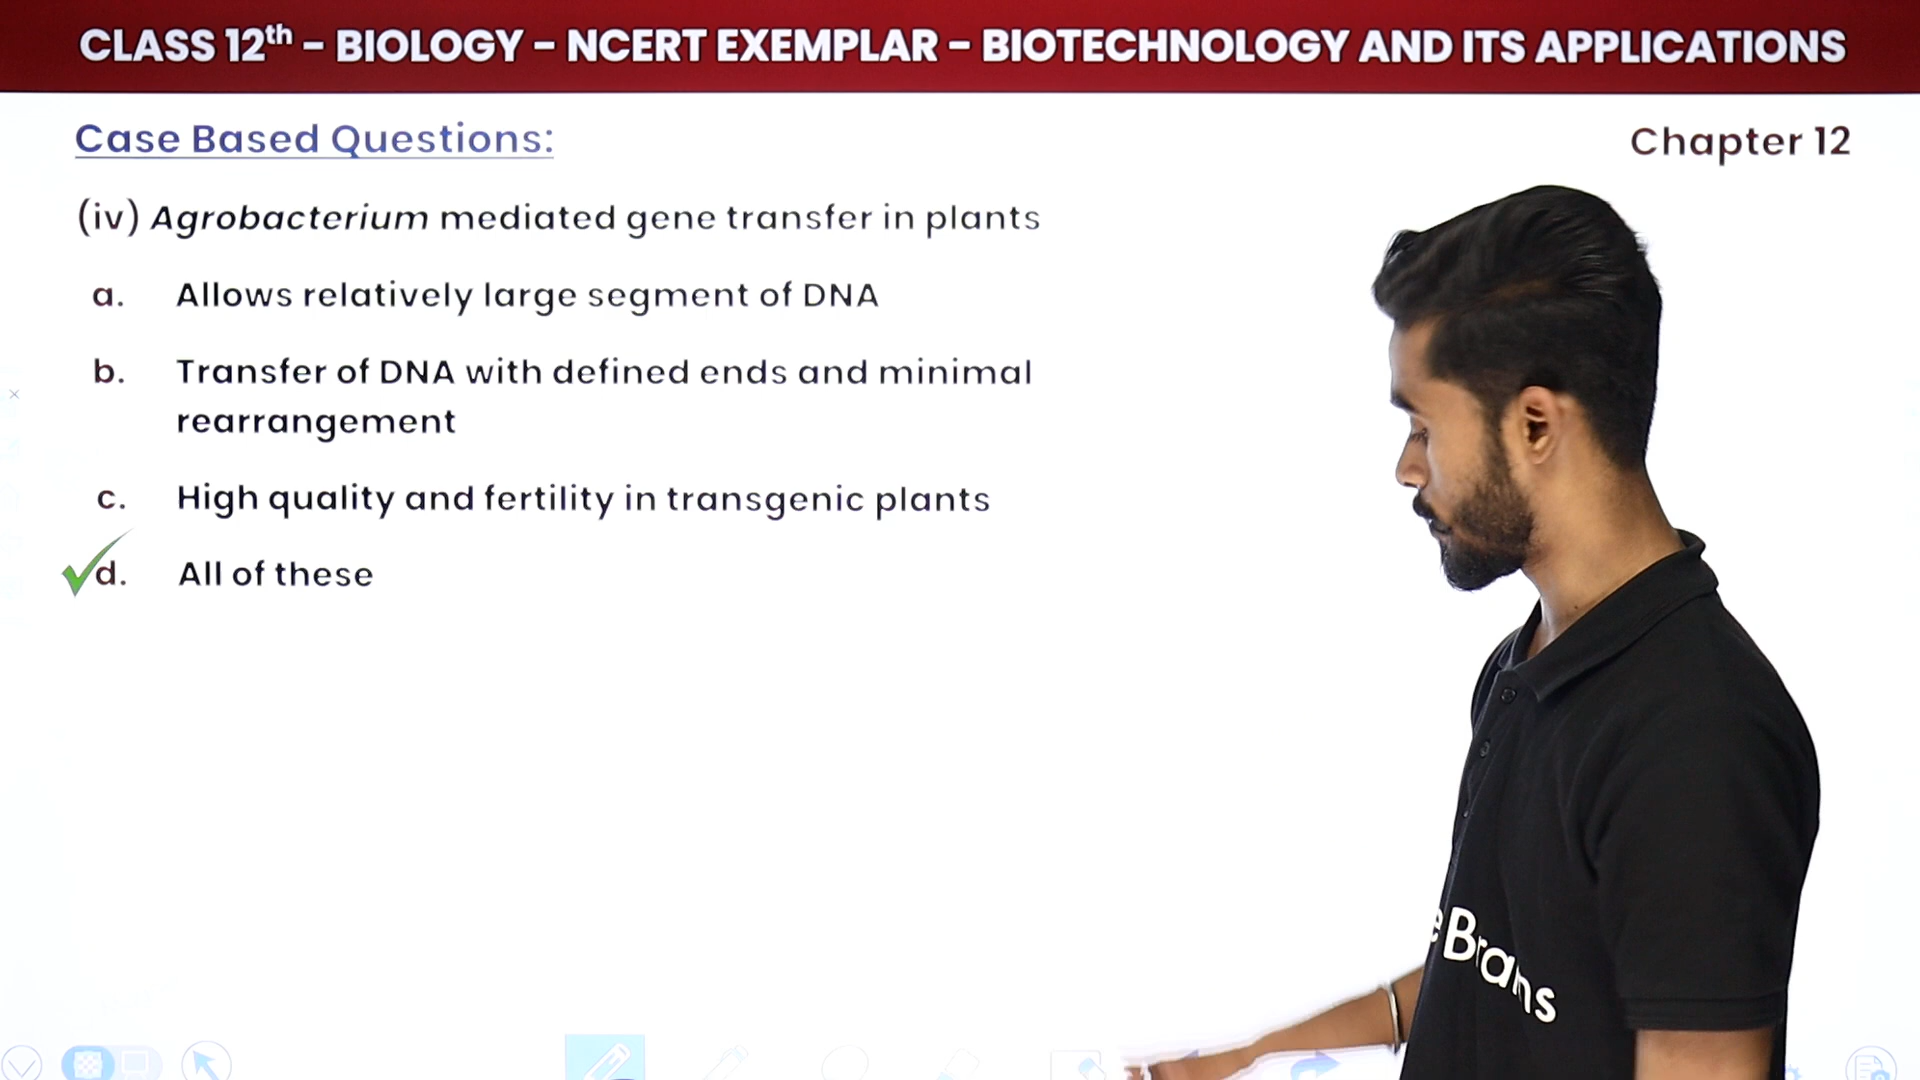 CLASS 12th – BIOLOGY – NCERT EXEMPLAR – BIOTECHNOLOGY AND ITS APPLICATIONS
Case Based Questions:
Chapter 12
(iv) Agrobacterium mediated gene transfer in plants
a. Allows relatively large segment of DNA
b. Transfer of DNA with defined ends and minimal
rearrangement
c. High quality and fertility in transgenic plants
d. All of these